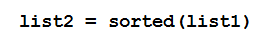 list2 = sorted(list1)